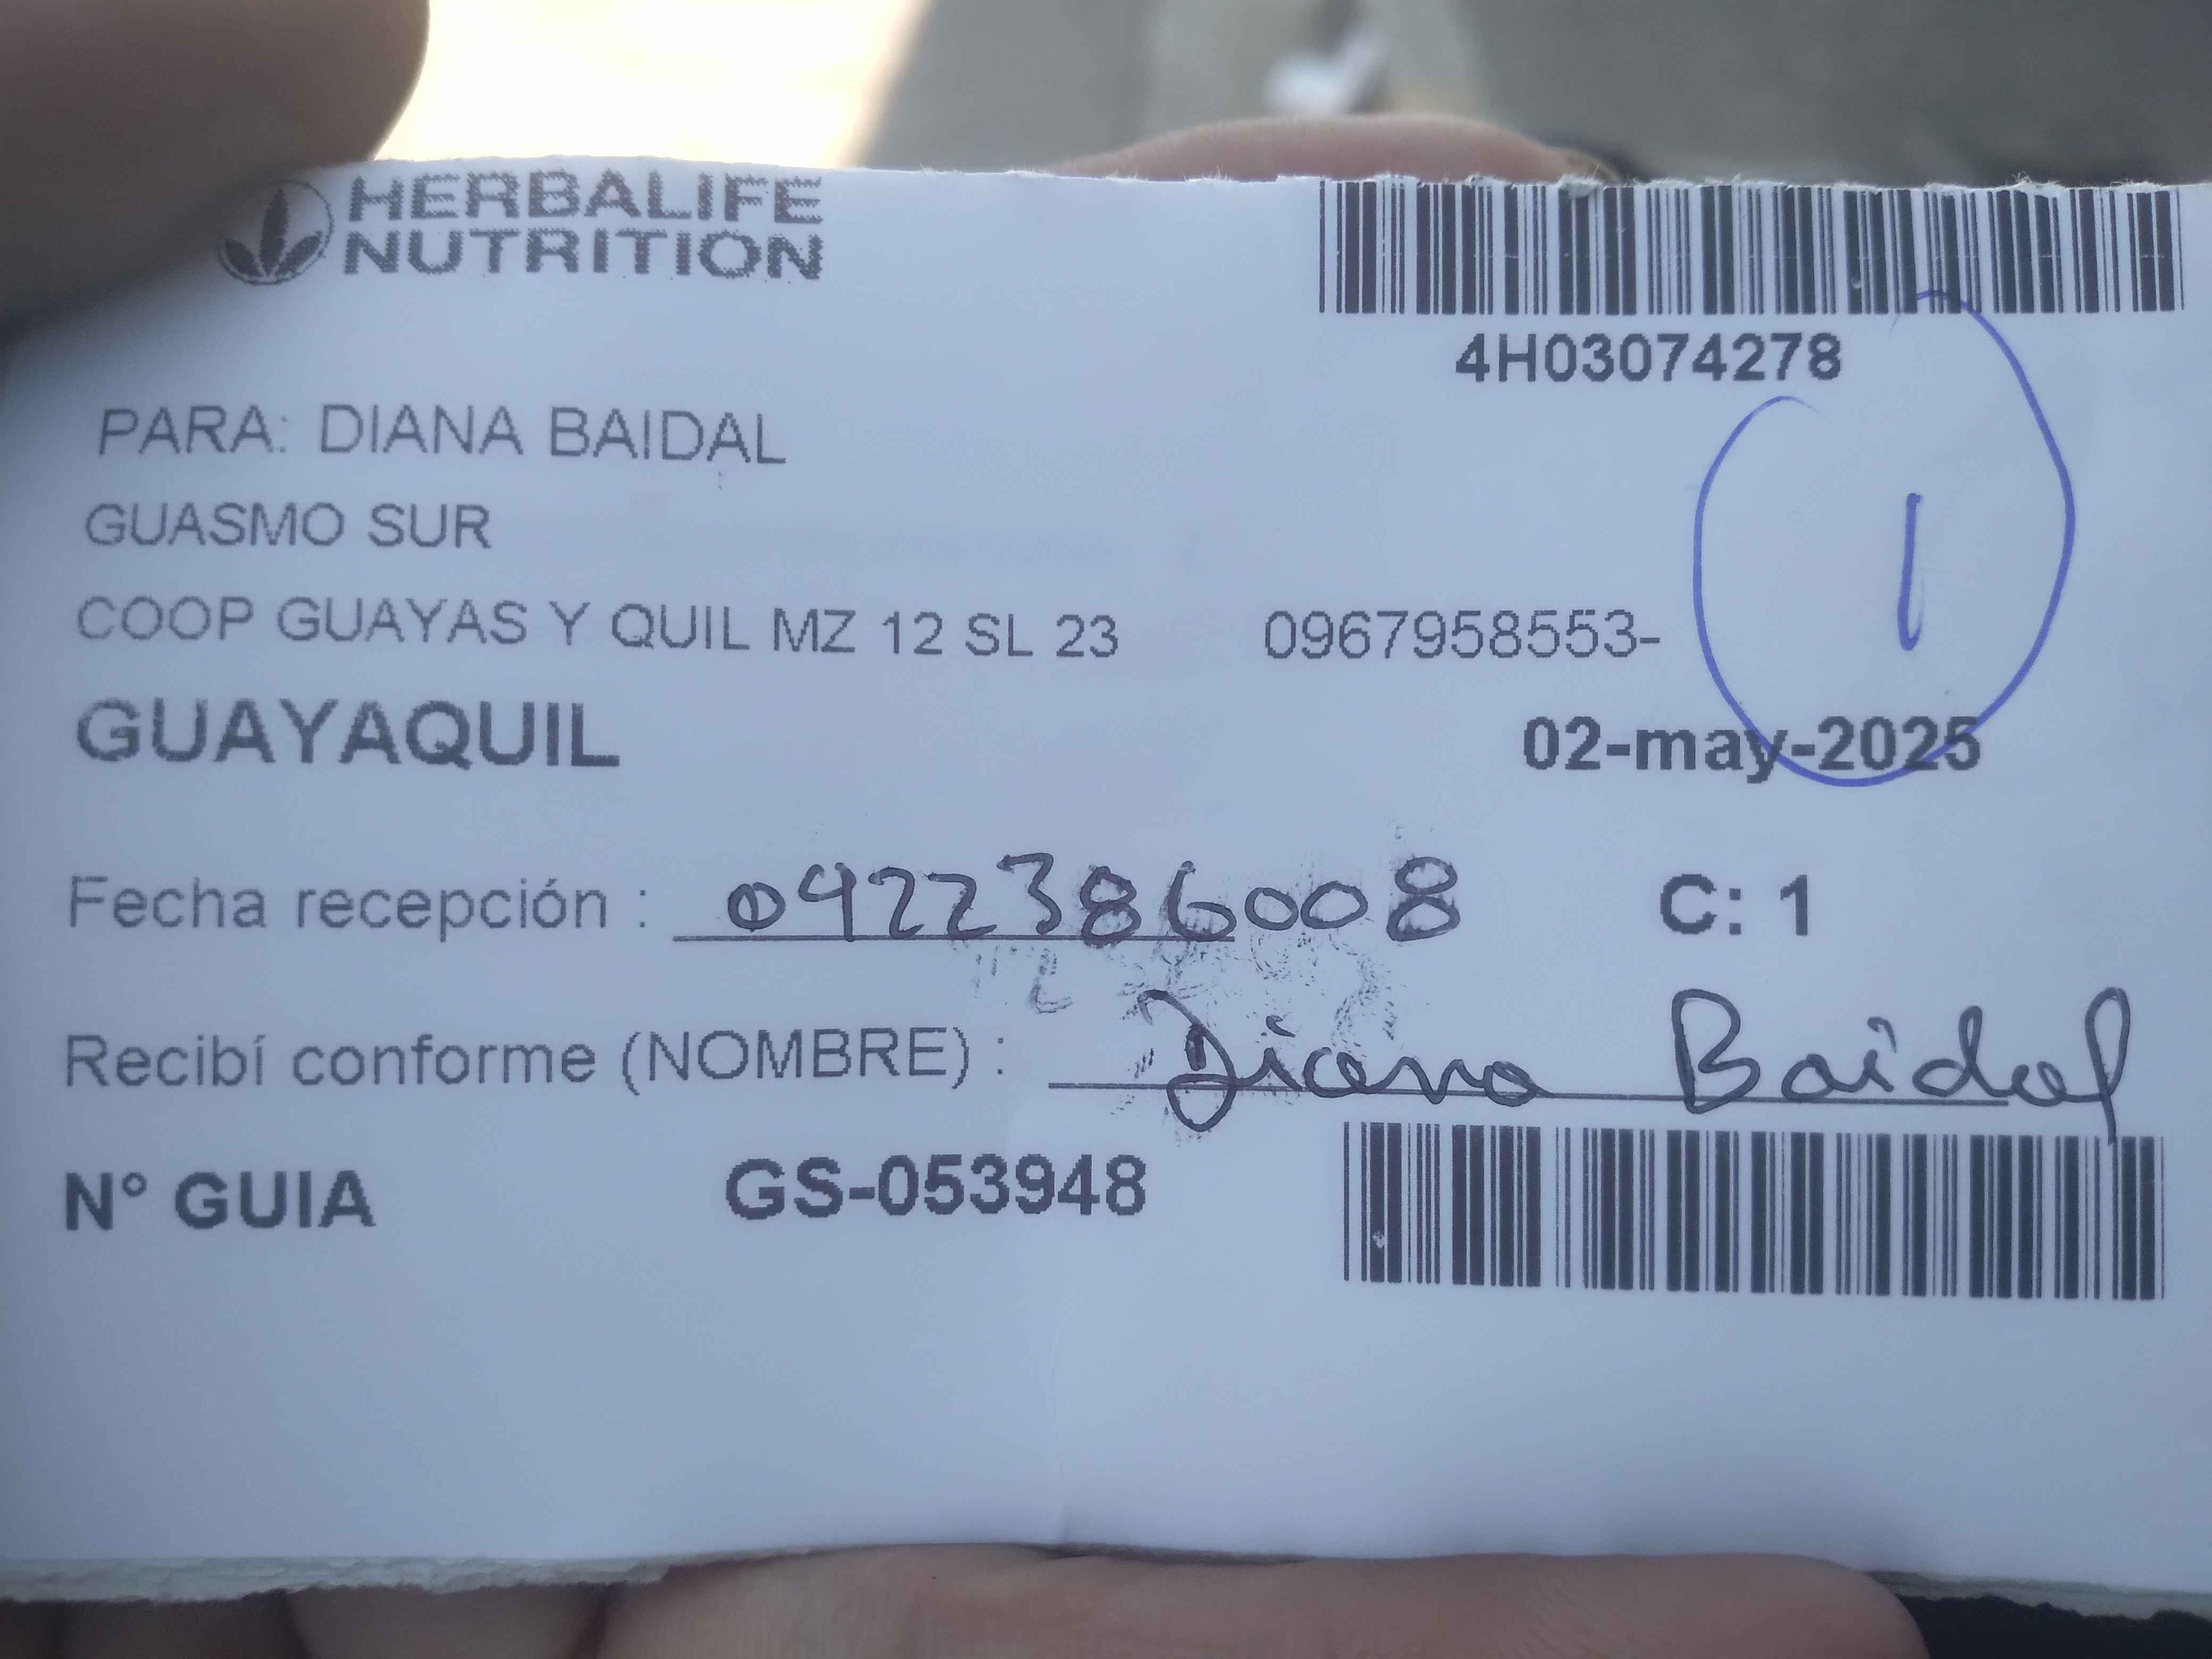 HERBALIFE
NUTRITION
4H03074278
PARA: DIANA BAIDAL
GUASMO SUR
COOP GUAYAS Y QUIL MZ 12 SL 23 0967958553-
1
GUAYAQUIL 02-may-2025
Fecha recepción : 0922386008 C: 1
Recibí conforme (NOMBRE) : Diana Baidal
N° GUIA GS-053948